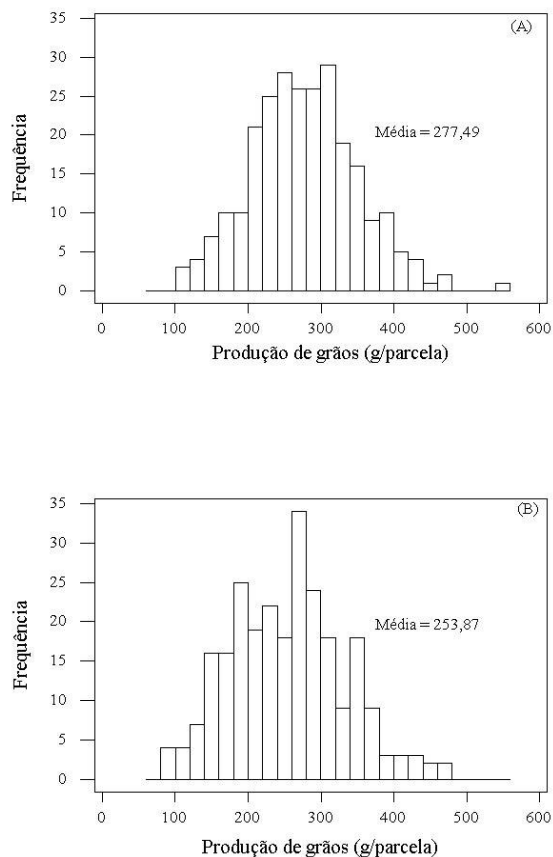 (A)
35
30
25
20
15
10
5
0
Frequência
Média = 277,49
0 100 200 300 400 500 600
Produção de grãos (g/parcela)
(B)
35
30
25
20
15
10
5
0
Frequência
Média = 253,87
0 100 200 300 400 500 600
Produção de grãos (g/parcela)